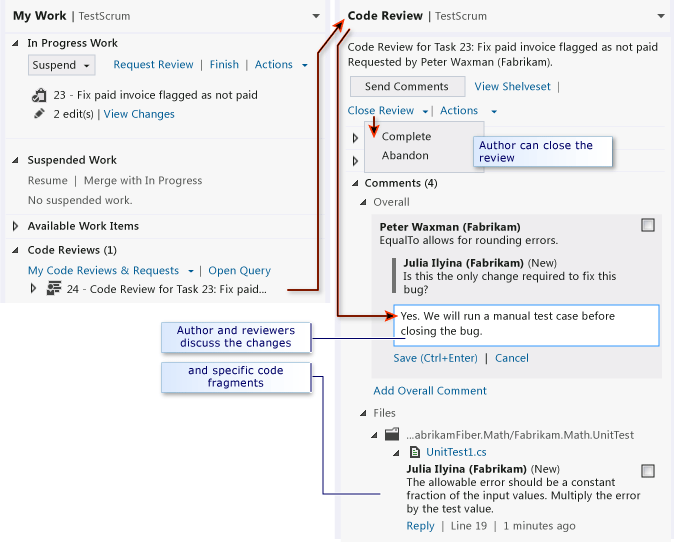 My Work | TestScrum
In Progress Work
Suspend
Request Review | Finish | Actions
23 - Fix paid invoice flagged as not paid
2 edit(s) | View Changes
Suspended Work
Resume | Merge with In Progress
No suspended work.
Available Work Items
Code Reviews (1)
My Code Reviews & Requests | Open Query
24 - Code Review for Task 23: Fix paid...
Author and reviewers
discuss the changes
and specific code
fragments
Code Review | TestScrum
Code Review for Task 23: Fix paid invoice flagged as not paid
Requested by Peter Waxman (Fabrikam).
Send Comments
View Shelveset |
Close Review | Actions
Complete
Abandon
Author can close the
review
Comments (4)
Overall
Peter Waxman (Fabrikam)
EqualTo allows for rounding errors.
Julia Ilyina (Fabrikam) (New)
Is this the only change required to fix this
bug?
Yes. We will run a manual test case before
closing the bug.
Save (Ctrl+Enter) | Cancel
Add Overall Comment
Files
...abrikamFiber.Math/Fabrikam.Math.UnitTest
UnitTest1.cs
Julia Ilyina (Fabrikam) (New)
The allowable error should be a constant
fraction of the input values. Multiply the error
by the test value.
Reply | Line 19 | 1 minutes ago